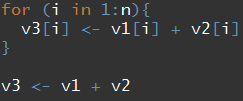 for (i in 1:n){
  v3[i] <- v1[i] + v2[i]
}

v3 <- v1 + v2